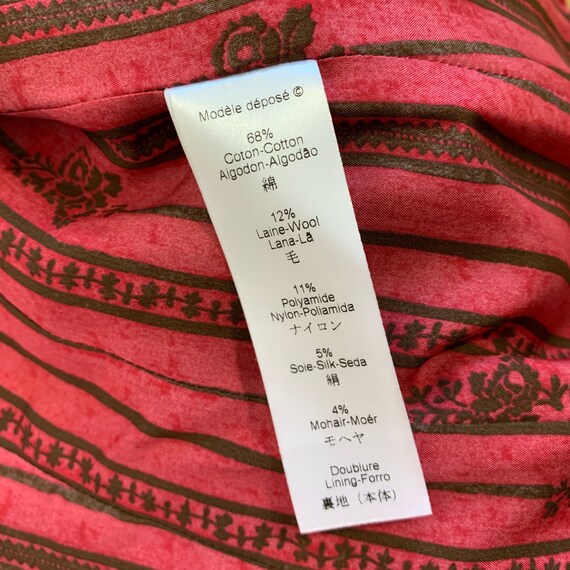 Modèle déposé ©
68%
Coton-Cotton
Algodon-Algodão
綿
12%
Laine-Wool
Lana-Lã
毛
11%
Polyamide
Nylon-Poliamida
ナイロン
5%
Soie-Silk-Seda
絹
4%
Mohair-Moér
モヘヤ
Doublure
Lining-Forro
裏地（本体）